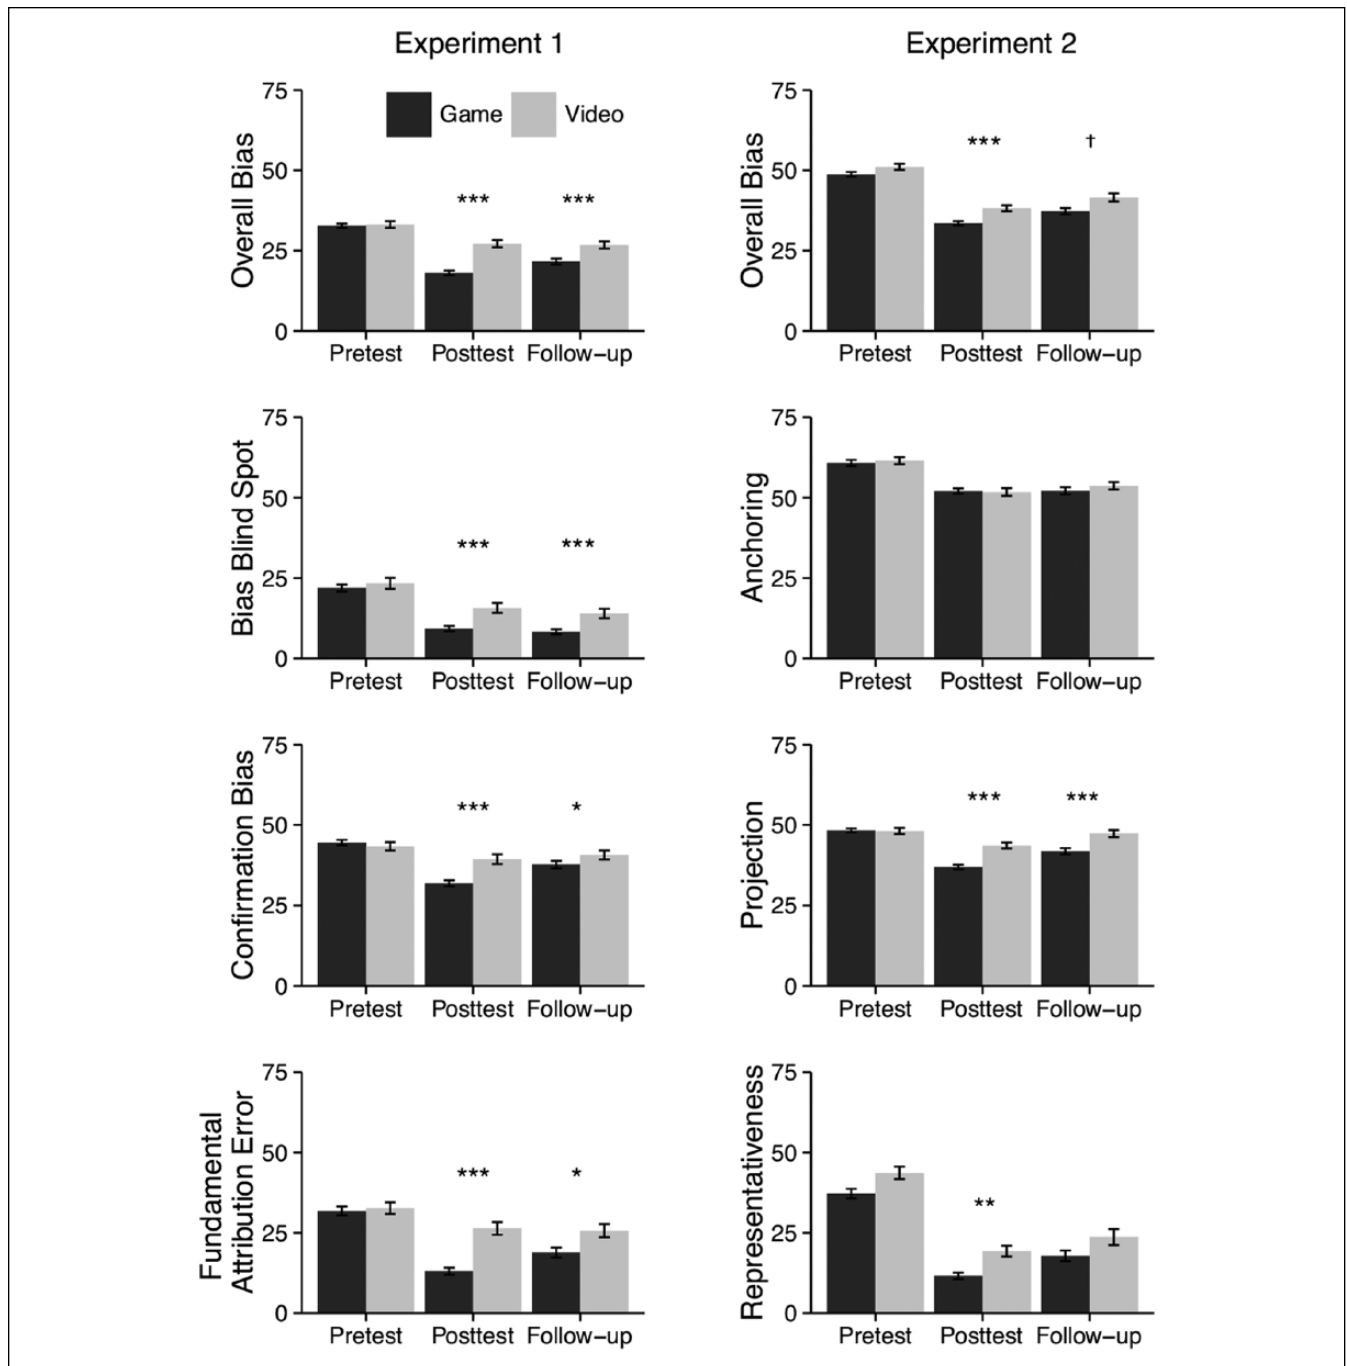 Experiment 1
Experiment 2
75
50
25
0
Overall Bias
Game
Video
***
***
Pretest
Posttest
Follow-up
75
50
25
0
Overall Bias
***
†
Pretest
Posttest
Follow-up
75
50
25
0
Bias Blind Spot
***
***
Pretest
Posttest
Follow-up
75
50
25
0
Anchoring
Pretest
Posttest
Follow-up
75
50
25
0
Confirmation Bias
***
*
Pretest
Posttest
Follow-up
75
50
25
0
Projection
***
***
Pretest
Posttest
Follow-up
75
50
25
0
Fundamental
Attribution Error
***
*
Pretest
Posttest
Follow-up
75
50
25
0
Representativeness
**
Pretest
Posttest
Follow-up